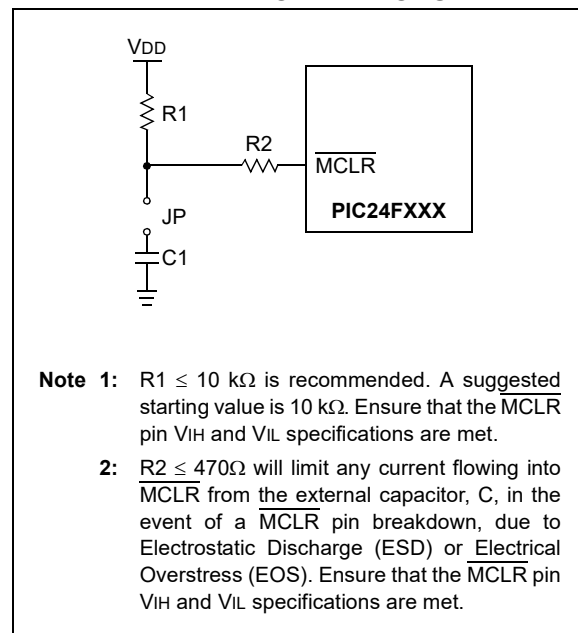 VDD
R1
R2
MCLR
PIC24FXXX
JP
C1
Note 1: R1 ≤ 10 kΩ is recommended. A suggested
starting value is 10 kΩ. Ensure that the MCLR
pin VIH and VIL specifications are met.
2: R2 ≤ 470Ω will limit any current flowing into
MCLR from the external capacitor, C, in the
event of a MCLR pin breakdown, due to
Electrostatic Discharge (ESD) or Electrical
Overstress (EOS). Ensure that the MCLR pin
VIH and VIL specifications are met.